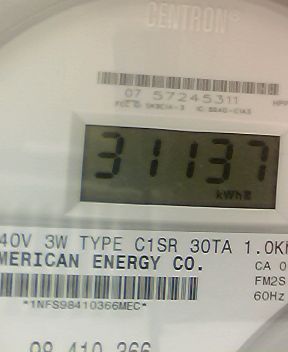 CENTRON®
07 57245311
31137
kWh
40V 3W TYPE C1SR 30TA 1.0K
MERICAN ENERGY CO.
CA 0
FM2S
60Hz
*1NFS98410366MEC*
98 410 366